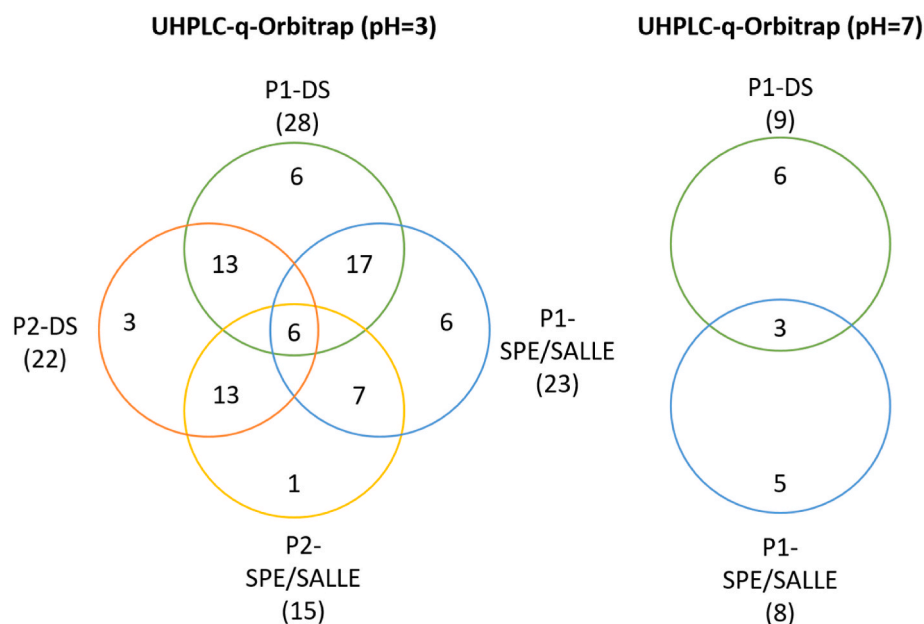 UHPLC-q-Orbitrap (pH=3)
P1-DS
(28)
6
13
17
P2-DS
(22)
3
6
6
P1-
SPE/SALLE
(23)
13
7
1
P2-
SPE/SALLE
(15)
UHPLC-q-Orbitrap (pH=7)
P1-DS
(9)
6
3
5
P1-
SPE/SALLE
(8)